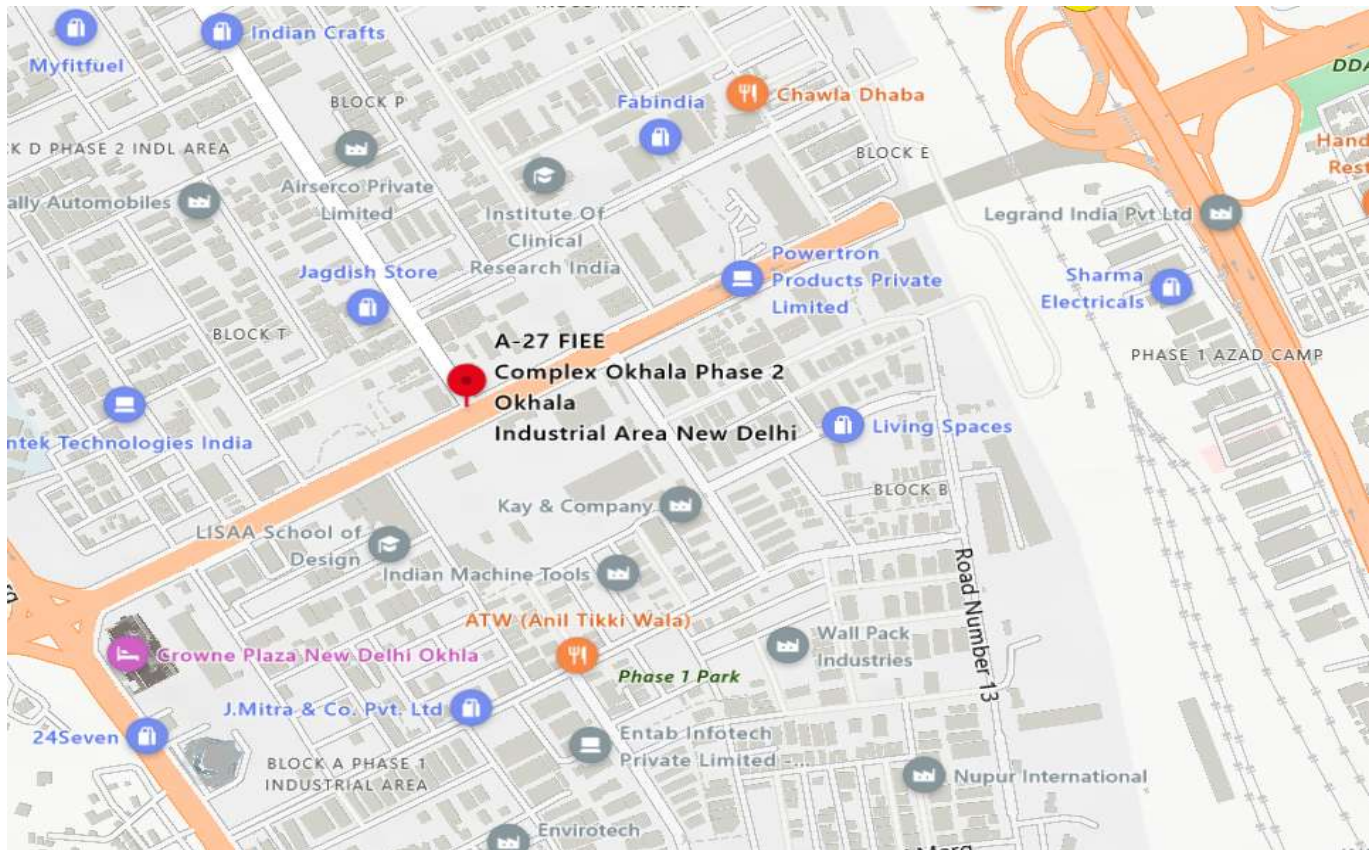 INDUSTRIAL AREA
Indian Crafts
Myfitfuel
DDA
BLOCK P
Fabindia
Chawla Dhaba
K D PHASE 2 INDL AREA
BLOCK E
Hand
Rest
Airserco Private
Limited
ally Automobiles
Institute Of
Clinical
Research India
Legrand India Pvt Ltd
Jagdish Store
Powertron
Products Private
Limited
Sharma
Electricals
BLOCK T
A-27 FIEE
Complex Okhala Phase 2
Okhala
Industrial Area New Delhi
PHASE 1 AZAD CAMP
ntek Technologies India
Living Spaces
Kay & Company
BLOCK B
LISAA School of
Design
Indian Machine Tools
Road Number 13
rg
ATW (Anil Tikki Wala)
Wall Pack
Industries
Crowne Plaza New Delhi Okhla
Phase 1 Park
J.Mitra & Co. Pvt. Ltd
24Seven
Entab Infotech
Private Limited -...
BLOCK A PHASE 1
INDUSTRIAL AREA
Nupur International
Envirotech
Marg